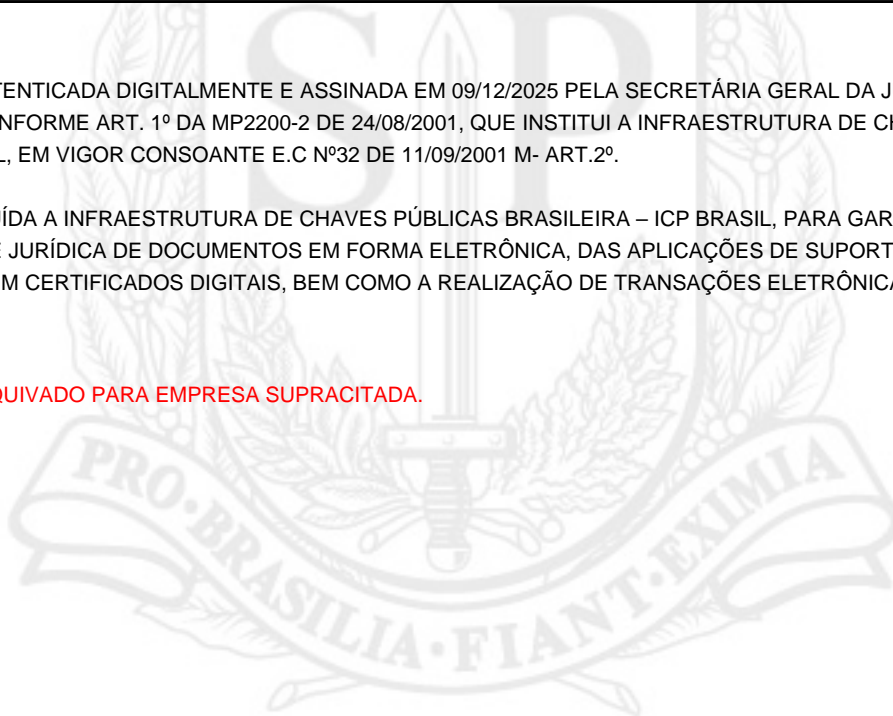 TENTICADA DIGITALMENTE E ASSINADA EM 09/12/2025 PELA SECRETÁRIA GERAL DA J
NFORME ART. 1º DA MP2200-2 DE 24/08/2001, QUE INSTITUI A INFRAESTRUTURA DE CH
L, EM VIGOR CONSOANTE E.C Nº32 DE 11/09/2001 M- ART.2º.
UÍDA A INFRAESTRUTURA DE CHAVES PÚBLICAS BRASILEIRA – ICP BRASIL, PARA GAR
E JURÍDICA DE DOCUMENTOS EM FORMA ELETRÔNICA, DAS APLICAÇÕES DE SUPORT
M CERTIFICADOS DIGITAIS, BEM COMO A REALIZAÇÃO DE TRANSAÇÕES ELETRÔNICA
QUIVADO PARA EMPRESA SUPRACITADA.
SP
PRO·BRASILIA·FIANT·EXIMIA